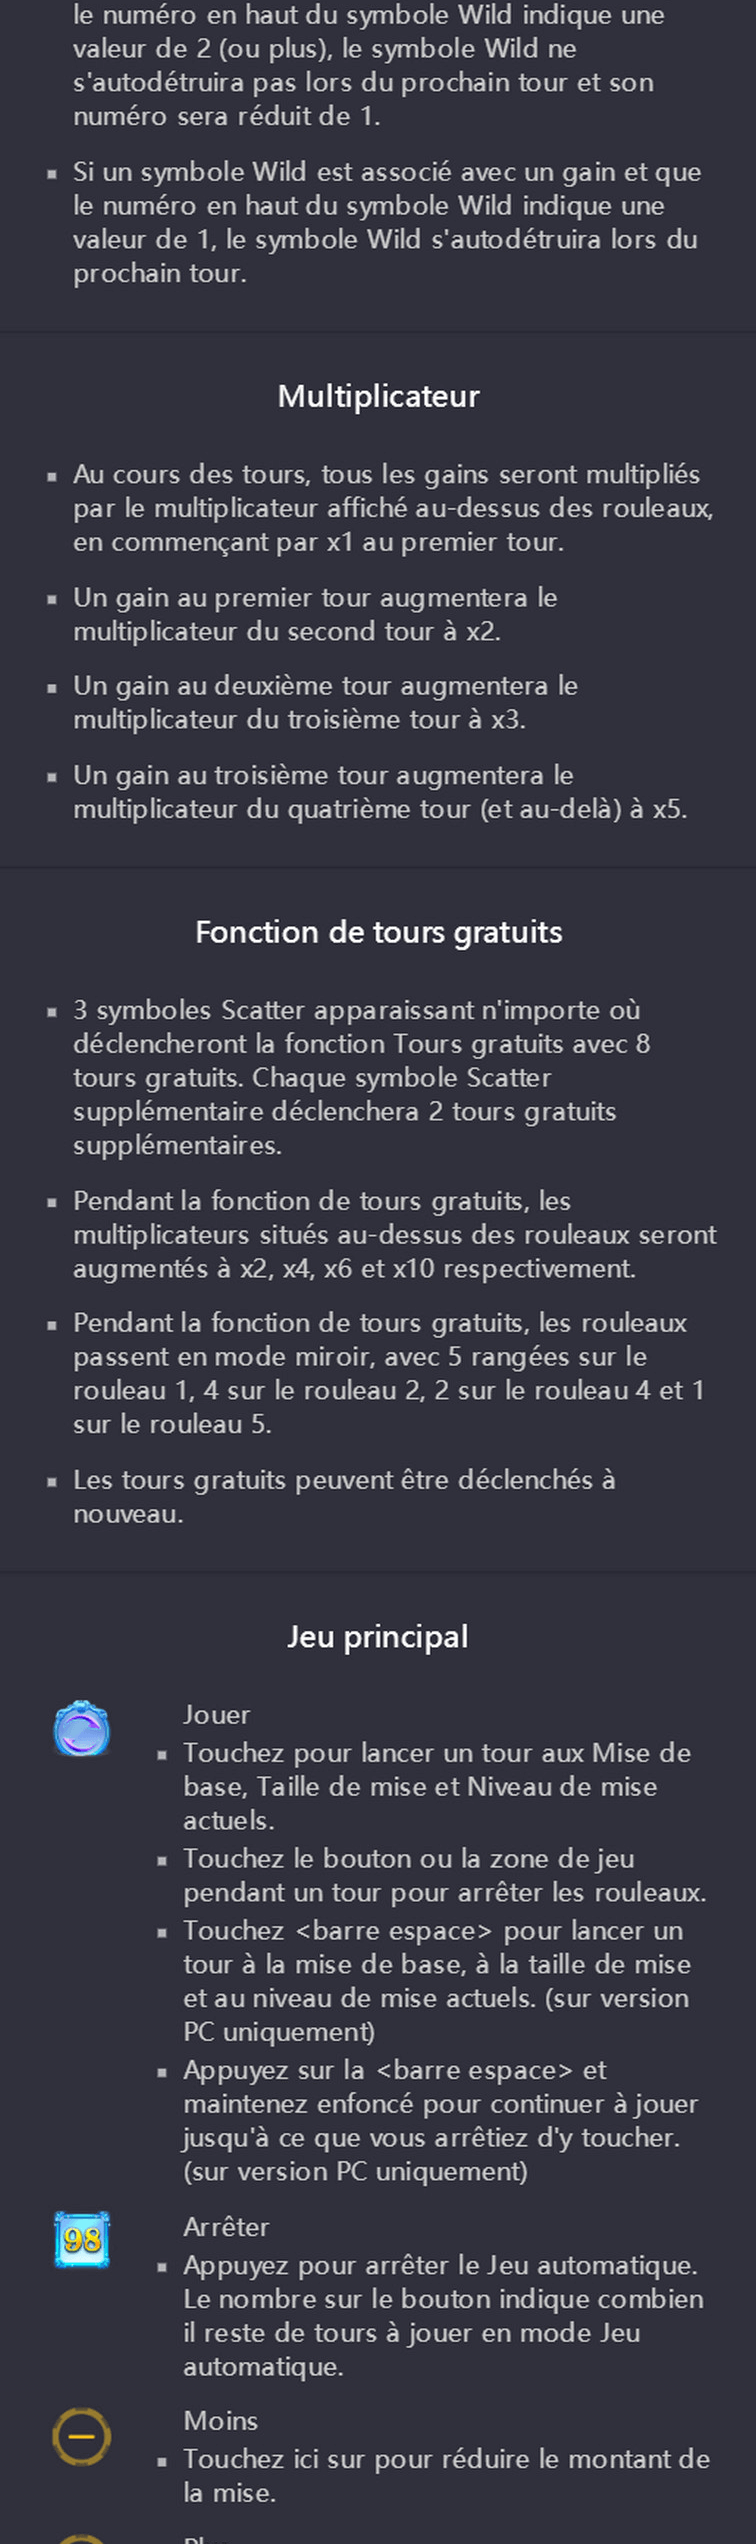 le numéro en haut du symbole Wild indique une
valeur de 2 (ou plus), le symbole Wild ne
s'autodétruira pas lors du prochain tour et son
numéro sera réduit de 1.
▪ Si un symbole Wild est associé avec un gain et que
le numéro en haut du symbole Wild indique une
valeur de 1, le symbole Wild s'autodétruira lors du
prochain tour.
Multiplicateur
▪ Au cours des tours, tous les gains seront multipliés
par le multiplicateur affiché au-dessus des rouleaux,
en commençant par x1 au premier tour.
▪ Un gain au premier tour augmentera le
multiplicateur du second tour à x2.
▪ Un gain au deuxième tour augmentera le
multiplicateur du troisième tour à x3.
▪ Un gain au troisième tour augmentera le
multiplicateur du quatrième tour (et au-delà) à x5.
Fonction de tours gratuits
▪ 3 symboles Scatter apparaissant n'importe où
déclencheront la fonction Tours gratuits avec 8
tours gratuits. Chaque symbole Scatter
supplémentaire déclenchera 2 tours gratuits
supplémentaires.
▪ Pendant la fonction de tours gratuits, les
multiplicateurs situés au-dessus des rouleaux seront
augmentés à x2, x4, x6 et x10 respectivement.
▪ Pendant la fonction de tours gratuits, les rouleaux
passent en mode miroir, avec 5 rangées sur le
rouleau 1, 4 sur le rouleau 2, 2 sur le rouleau 4 et 1
sur le rouleau 5.
▪ Les tours gratuits peuvent être déclenchés à
nouveau.
Jeu principal
Jouer
▪ Touchez pour lancer un tour aux Mise de
base, Taille de mise et Niveau de mise
actuels.
▪ Touchez le bouton ou la zone de jeu
pendant un tour pour arrêter les rouleaux.
▪ Touchez <barre espace> pour lancer un
tour à la mise de base, à la taille de mise
et au niveau de mise actuels. (sur version
PC uniquement)
▪ Appuyez sur la <barre espace> et
maintenez enfoncé pour continuer à jouer
jusqu'à ce que vous arrêtiez d'y toucher.
(sur version PC uniquement)
98
Arrêter
▪ Appuyez pour arrêter le Jeu automatique.
Le nombre sur le bouton indique combien
il reste de tours à jouer en mode Jeu
automatique.
Moins
▪ Touchez ici sur pour réduire le montant de
la mise.